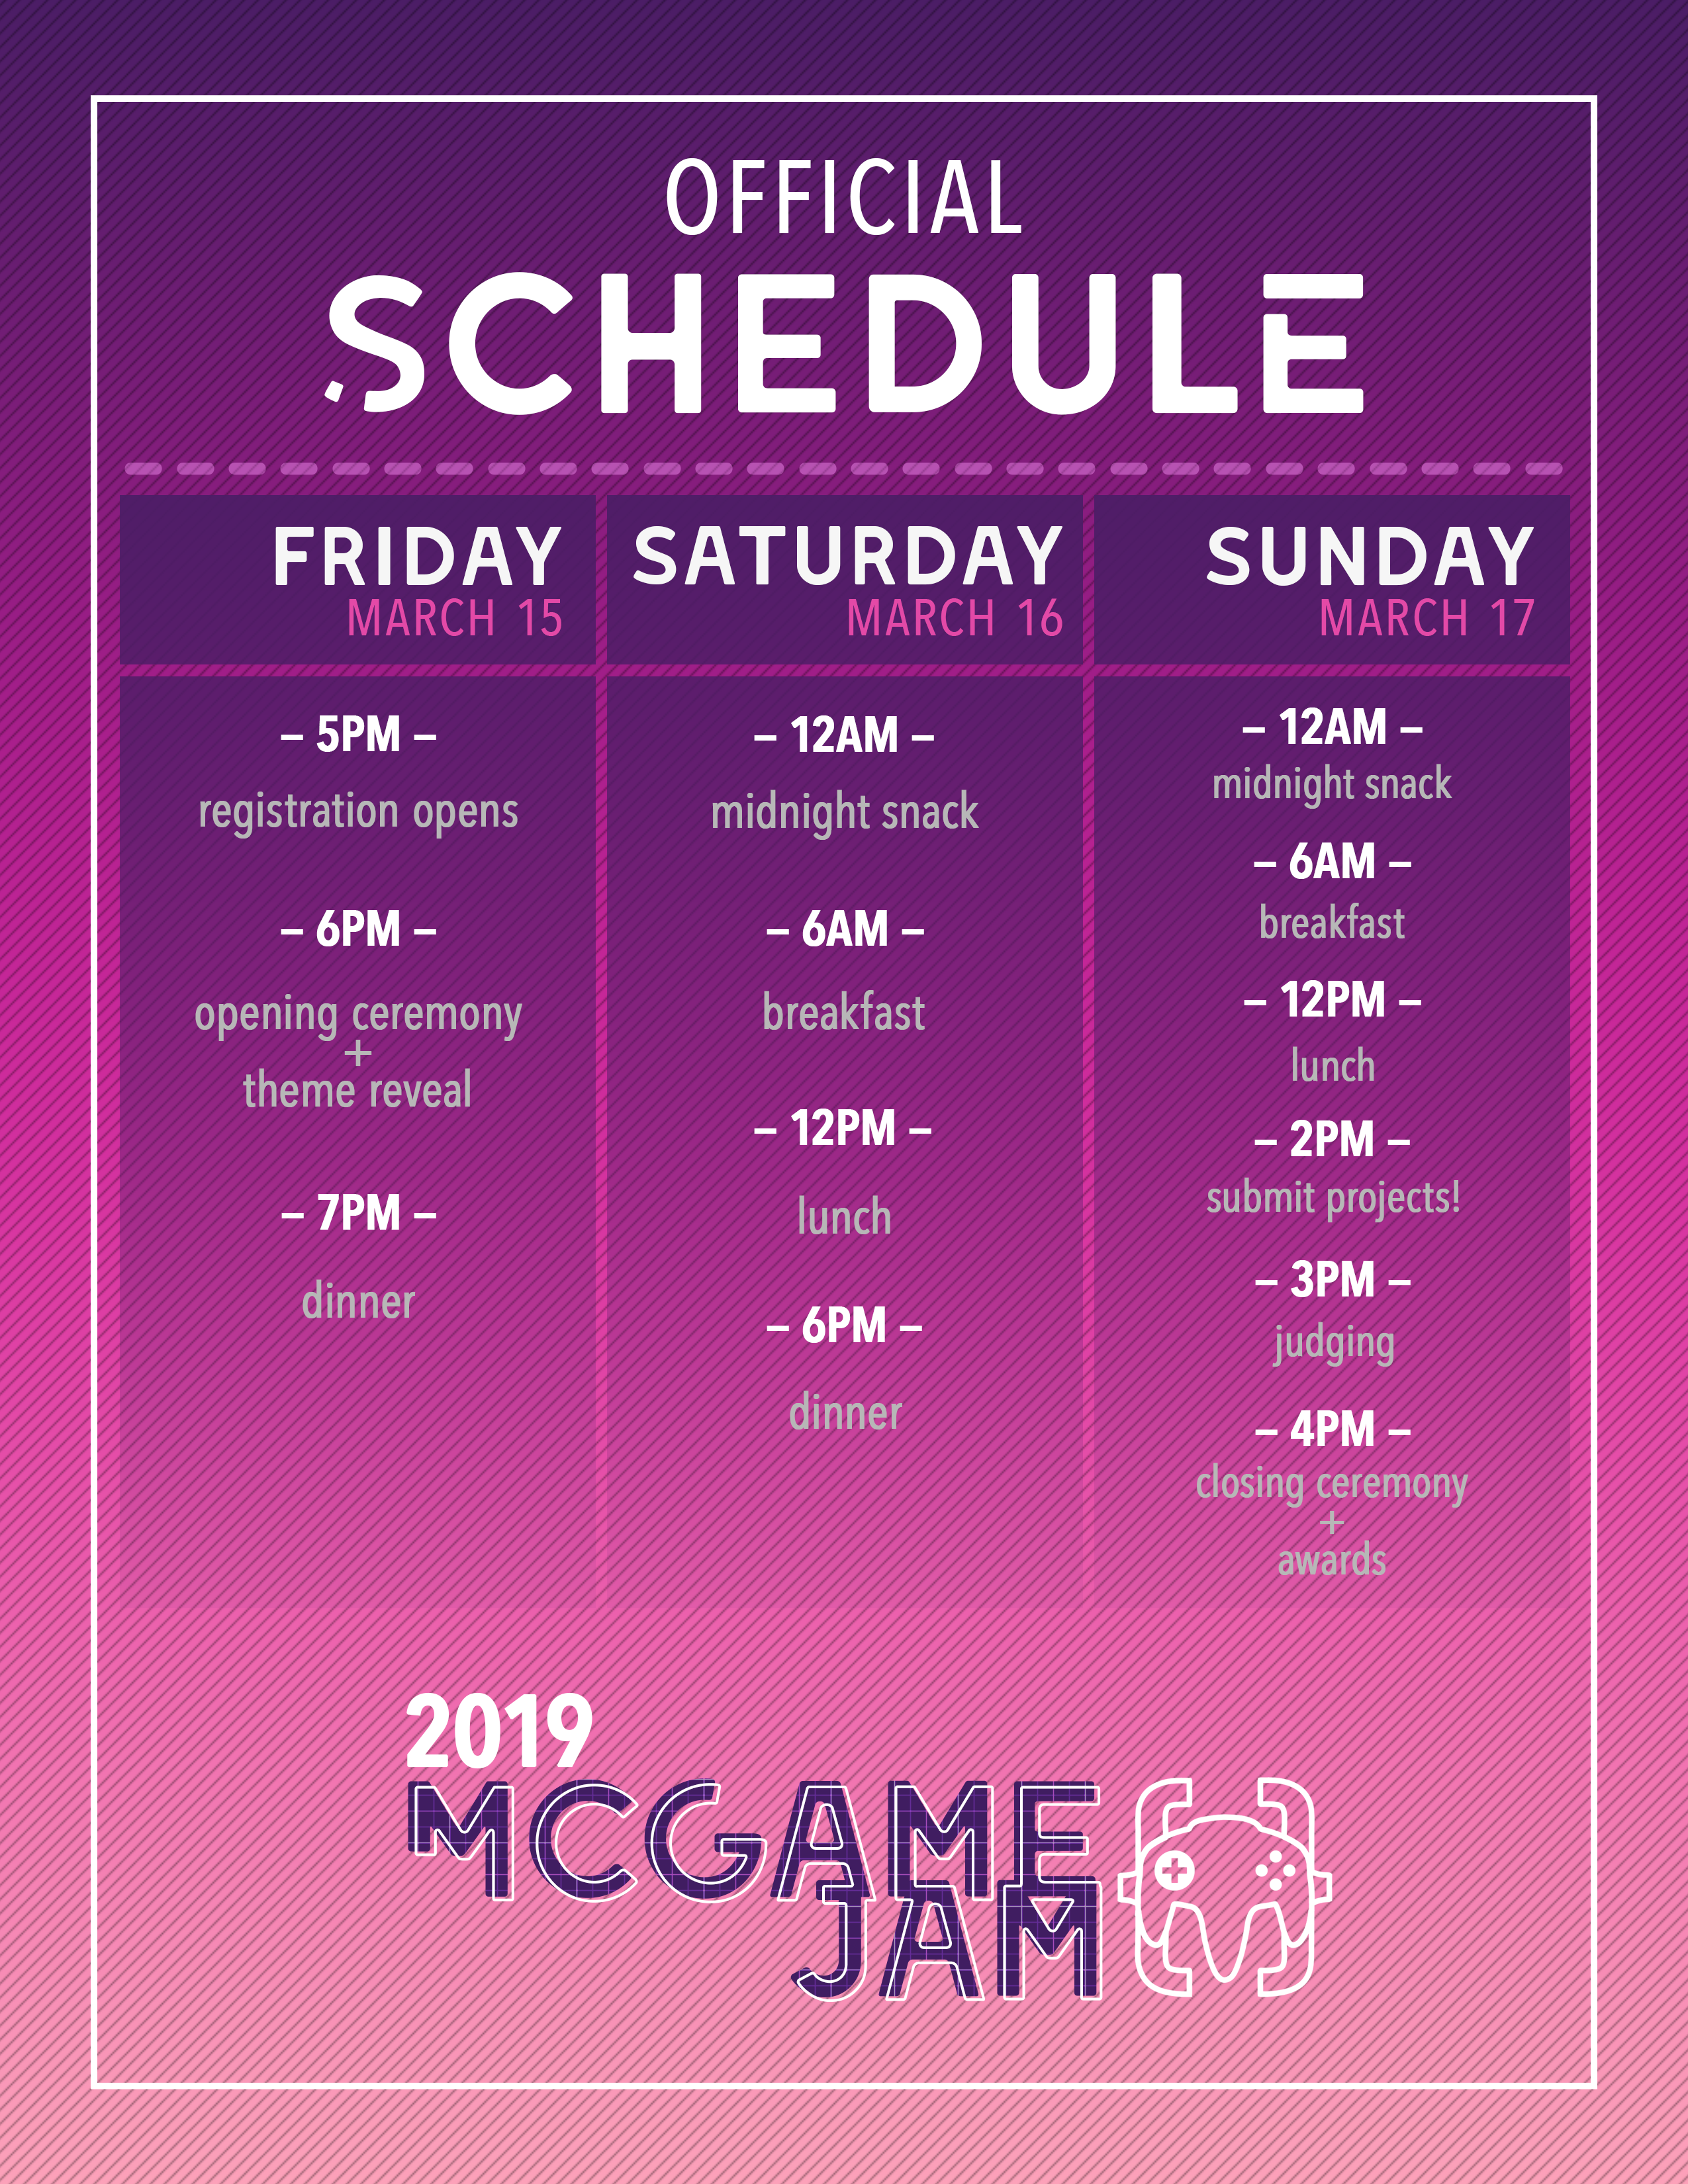 OFFICIAL
SCHEDULE
FRIDAY
MARCH 15
– 5PM –
registration opens
– 6PM –
opening ceremony
+
theme reveal
– 7PM –
dinner
SATURDAY
MARCH 16
– 12AM –
midnight snack
– 6AM –
breakfast
– 12PM –
lunch
– 6PM –
dinner
SUNDAY
MARCH 17
– 12AM –
midnight snack
– 6AM –
breakfast
– 12PM –
lunch
– 2PM –
submit projects!
– 3PM –
judging
– 4PM –
closing ceremony
+
awards
2019
MCGAME
JAM